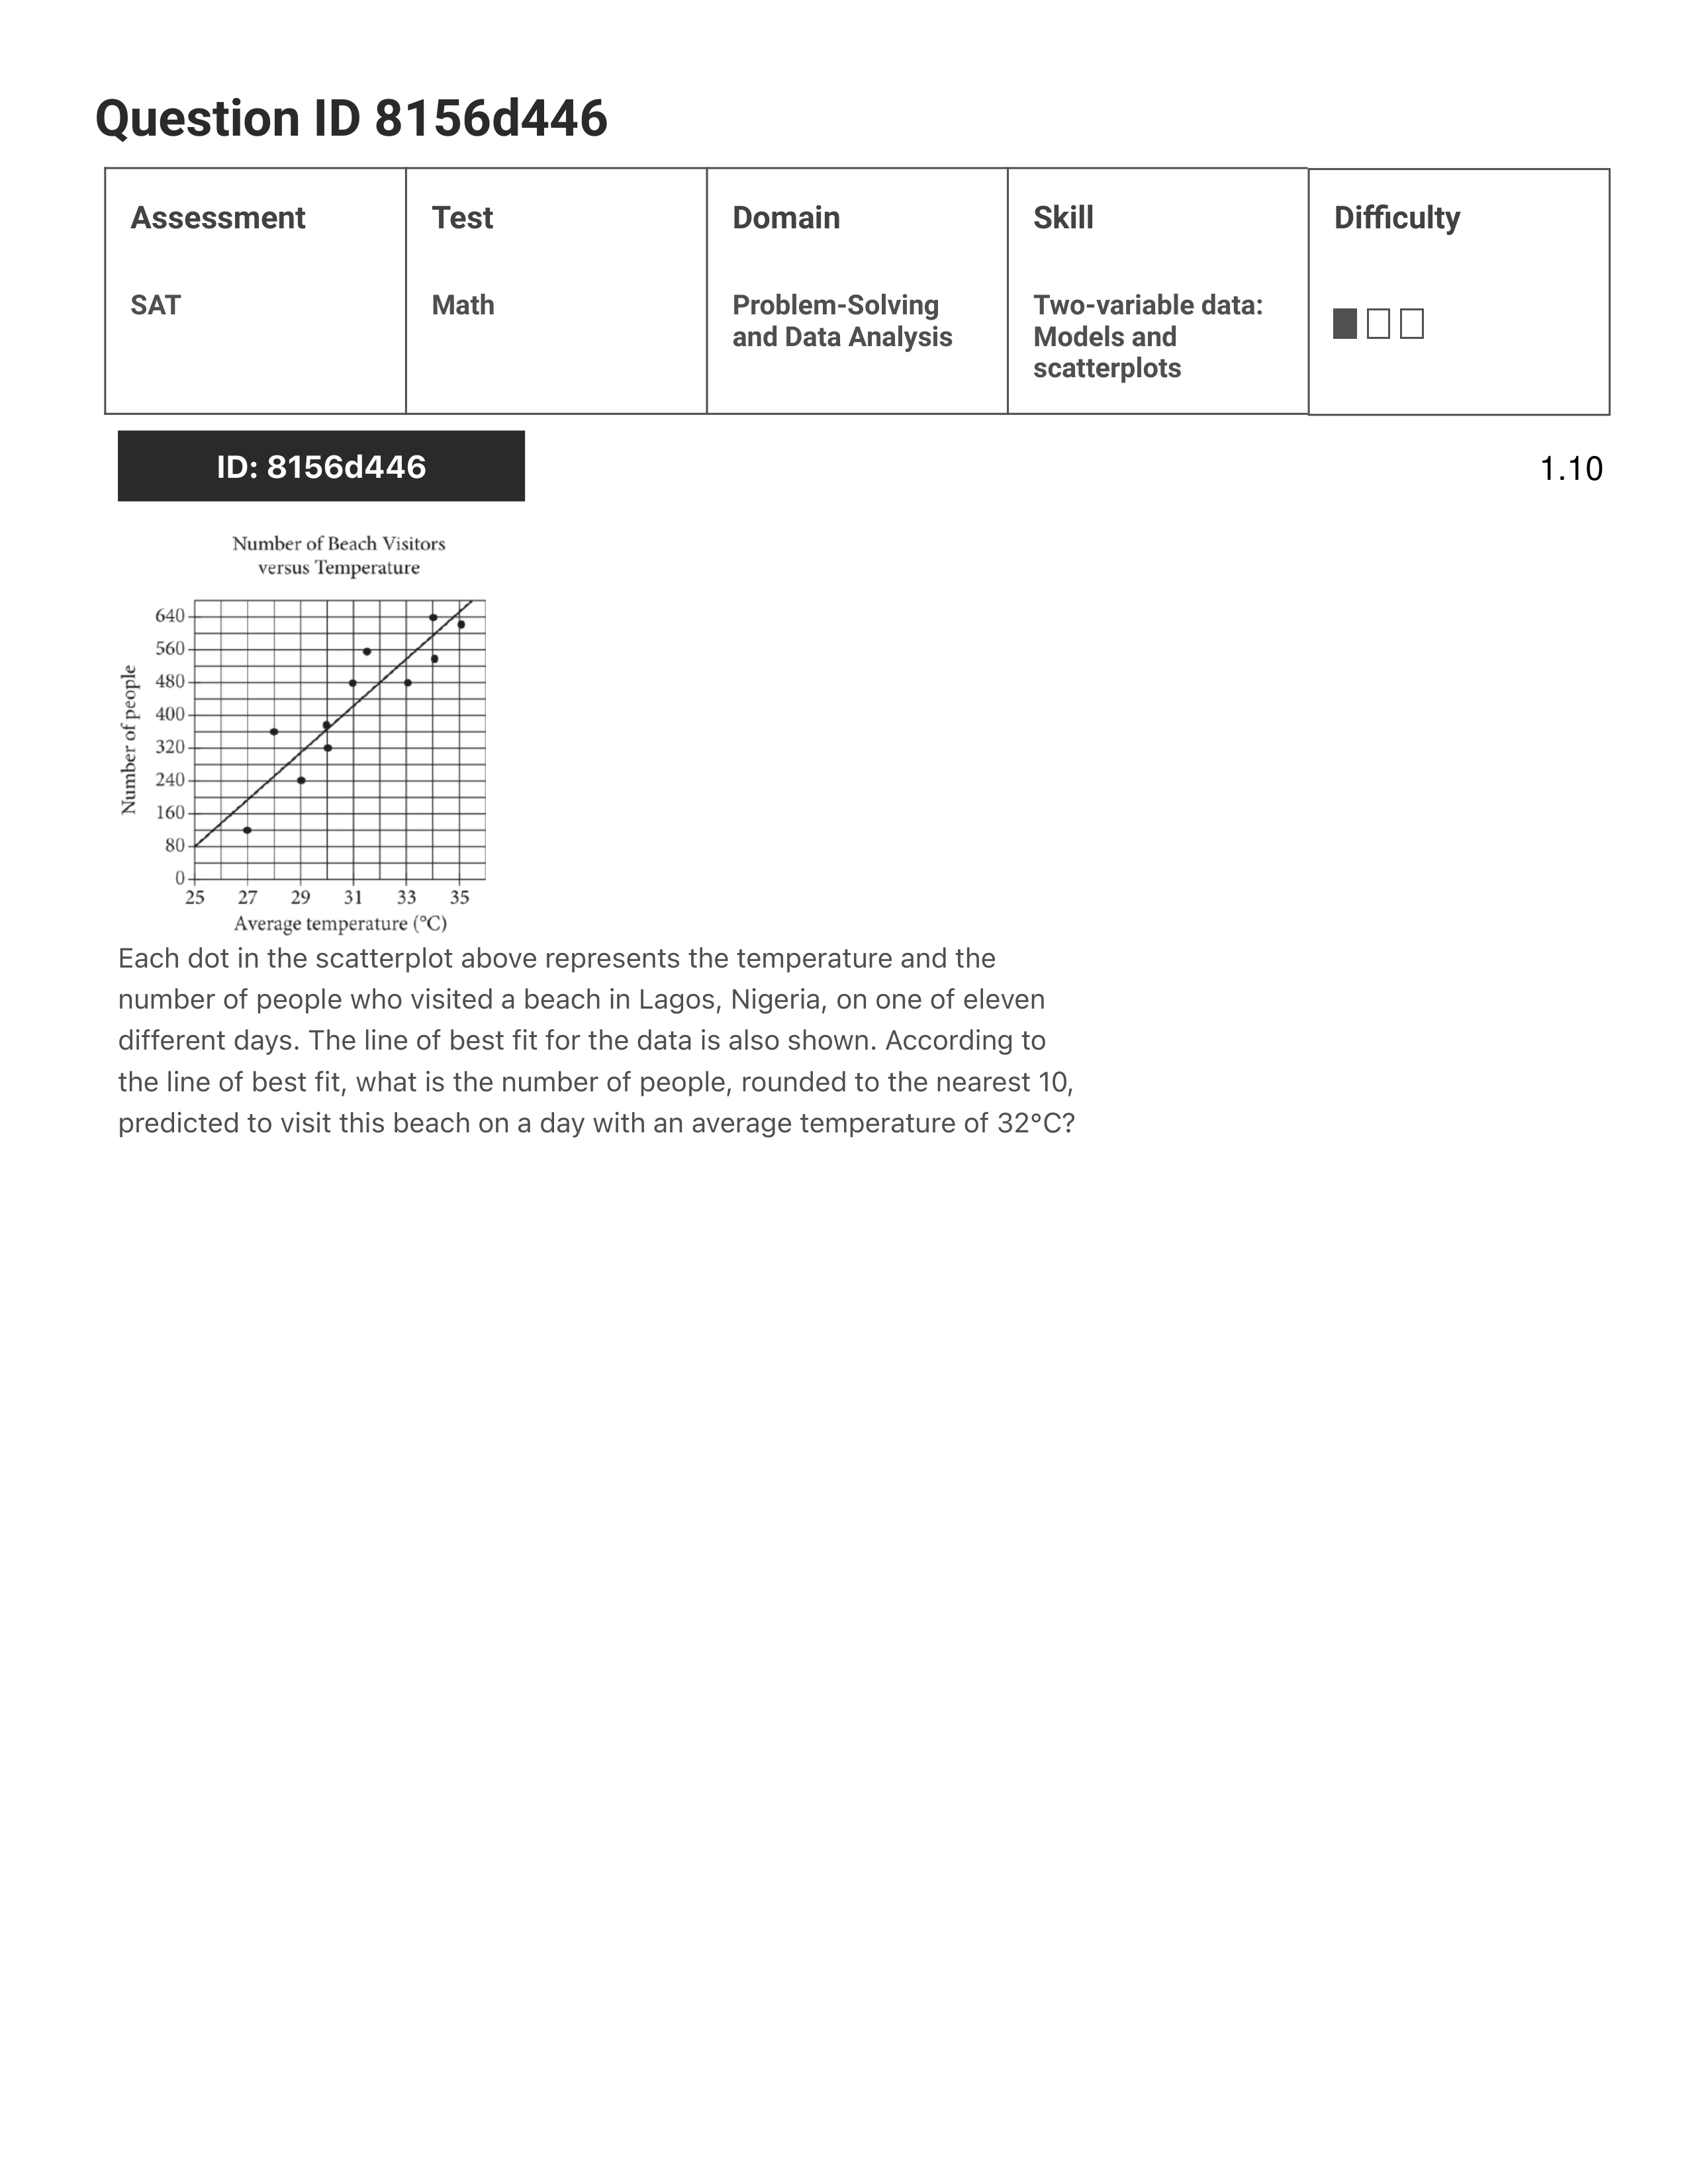 Question ID 8156d446
Assessment
Test
Domain
Skill
Difficulty
SAT
Math
Problem-Solving
and Data Analysis
Two-variable data:
Models and
scatterplots
ID: 8156d446
1.10
Number of Beach Visitors
versus Temperature
Number of people
640
560
480
400
320
240
160
80
0
25 27 29 31 33 35
Average temperature (°C)
Each dot in the scatterplot above represents the temperature and the
number of people who visited a beach in Lagos, Nigeria, on one of eleven
different days. The line of best fit for the data is also shown. According to
the line of best fit, what is the number of people, rounded to the nearest 10,
predicted to visit this beach on a day with an average temperature of 32°C?